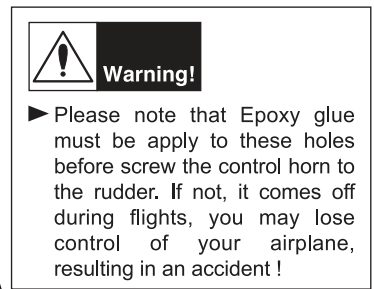 Warning!
► Please note that Epoxy glue
must be apply to these holes
before screw the control horn to
the rudder. If not, it comes off
during flights, you may lose
control of your airplane,
resulting in an accident !